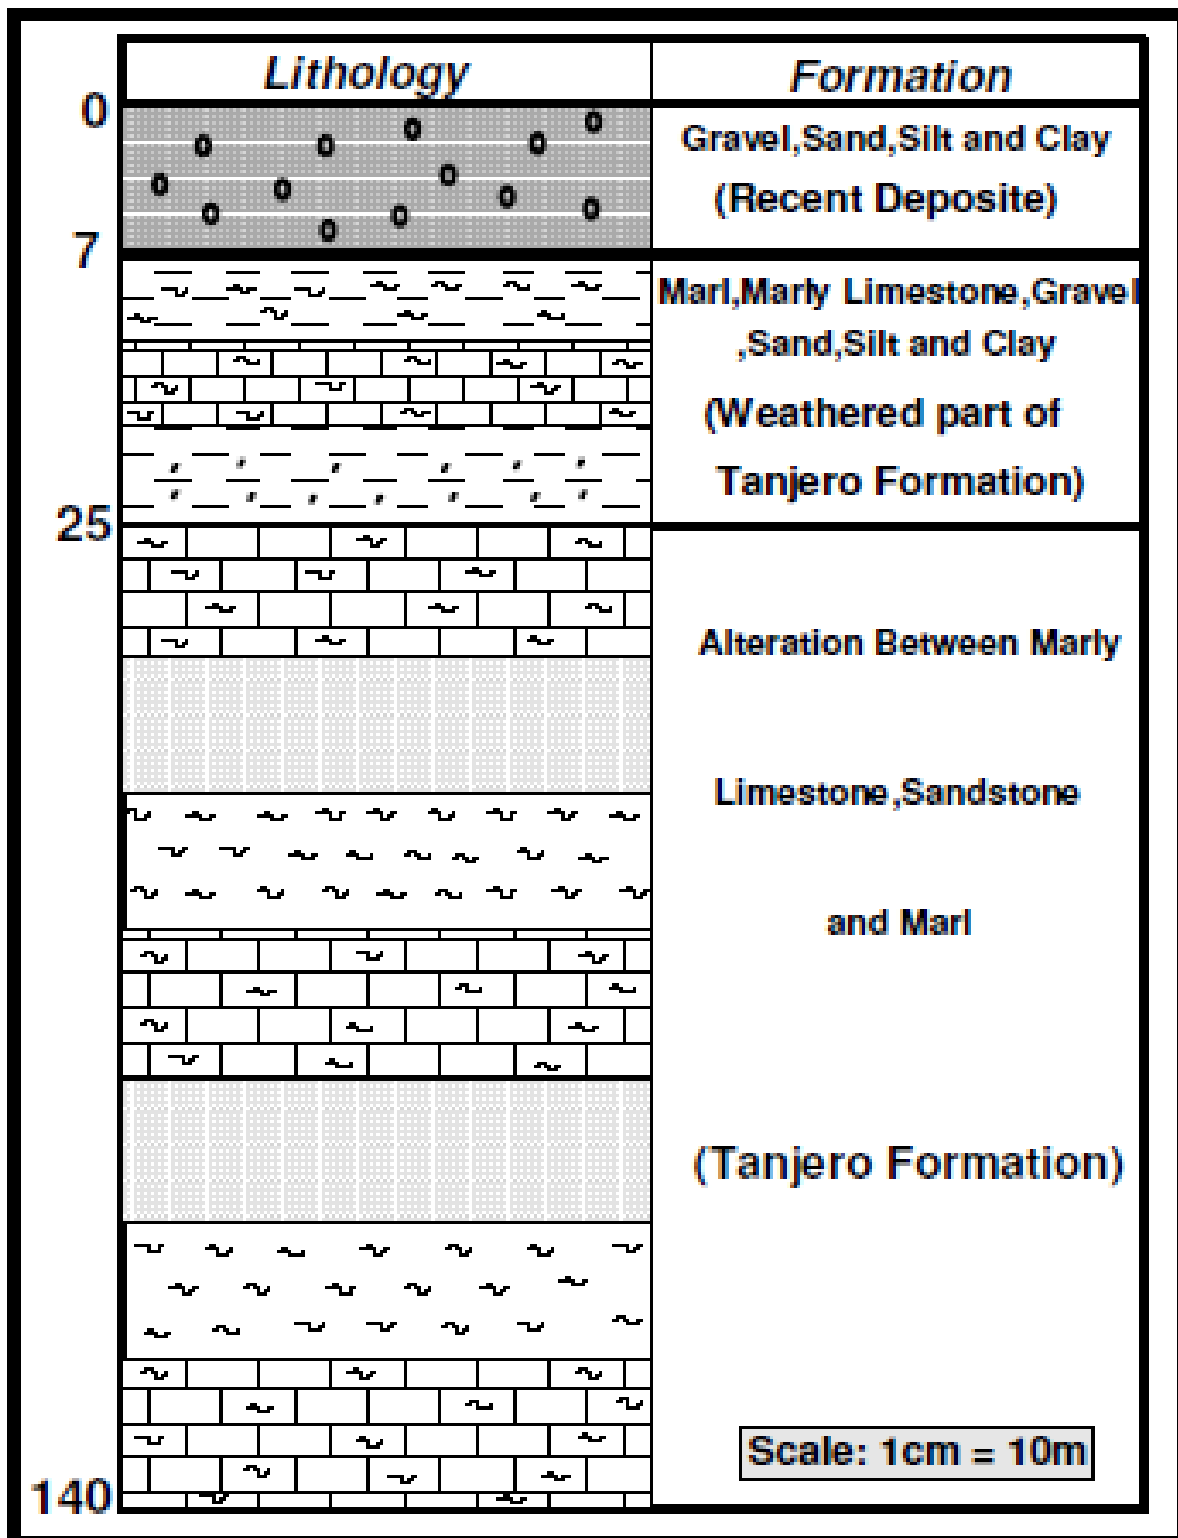 Lithology
Formation
0
Gravel,Sand,Silt and Clay
(Recent Deposite)
7
Marl,Marly Limestone,Gravel
,Sand,Silt and Clay
(Weathered part of
Tanjero Formation)
25
Alteration Between Marly
Limestone,Sandstone
and Marl
(Tanjero Formation)
Scale: 1cm = 10m
140